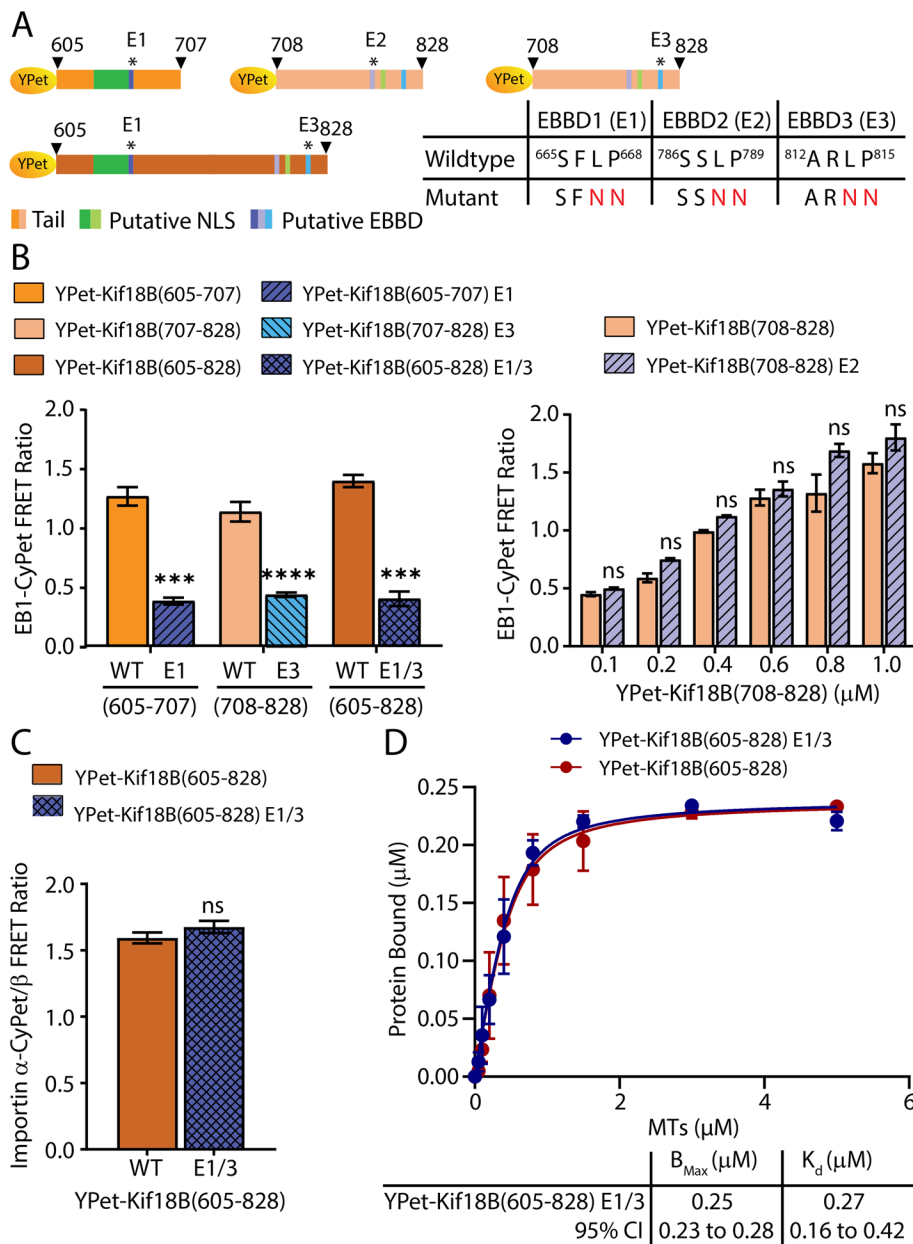 A
605 E1 707
*
YPet
708 E2 828
*
YPet
708 E3 828
*
YPet
605 E1 E3 828
* *
YPet
EBBD1 (E1) EBBD2 (E2) EBBD3 (E3)
Wildtype ⁶⁶⁵S F L P⁶⁶⁸ ⁷⁸⁶S S L P⁷⁸⁹ ⁸¹²A R L P⁸¹⁵
Mutant S F N N S S N N A R N N
Tail Putative NLS Putative EBBD
B
YPet-Kif18B(605-707) YPet-Kif18B(605-707) E1
YPet-Kif18B(707-828) YPet-Kif18B(707-828) E3
YPet-Kif18B(605-828) YPet-Kif18B(605-828) E1/3
YPet-Kif18B(708-828)
YPet-Kif18B(708-828) E2
EB1-CyPet FRET Ratio
2.0
1.5
1.0
0.5
0.0
*** **** ***
WT E1 WT E3 WT E1/3
(605-707) (708-828) (605-828)
EB1-CyPet FRET Ratio
2.0
1.5
1.0
0.5
0.0
ns ns ns ns ns ns
0.1 0.2 0.4 0.6 0.8 1.0
YPet-Kif18B(708-828) (μM)
C
YPet-Kif18B(605-828)
YPet-Kif18B(605-828) E1/3
Importin α-CyPet/β FRET Ratio
2.0
1.5
1.0
0.5
0.0
ns
WT E1/3
YPet-Kif18B(605-828)
D
YPet-Kif18B(605-828) E1/3
YPet-Kif18B(605-828)
Protein Bound (μM)
0.25
0.20
0.15
0.10
0.05
0.00
0 2 4 6
MTs (μM)
B_Max (μM) K_d (μM)
YPet-Kif18B(605-828) E1/3 0.25 0.27
95% CI 0.23 to 0.28 0.16 to 0.42